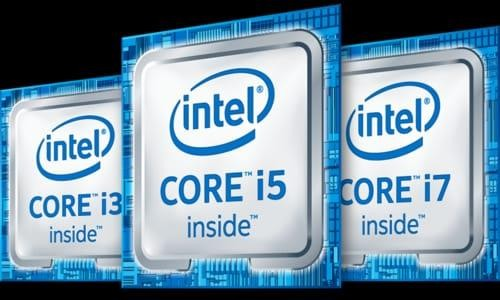 intel®
CORE™ i3
inside™
intel®
CORE™ i5
inside™
intel®
CORE™ i7
inside™